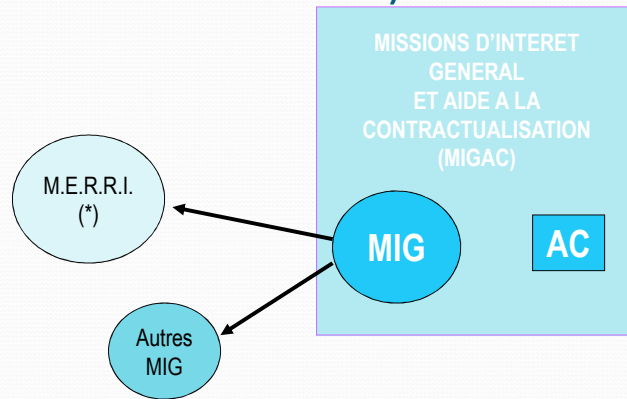 MISSIONS D'INTERET
GENERAL
ET AIDE A LA
CONTRACTUALISATION
(MIGAC)
M.E.R.R.I.
(*)
MIG
AC
Autres
MIG